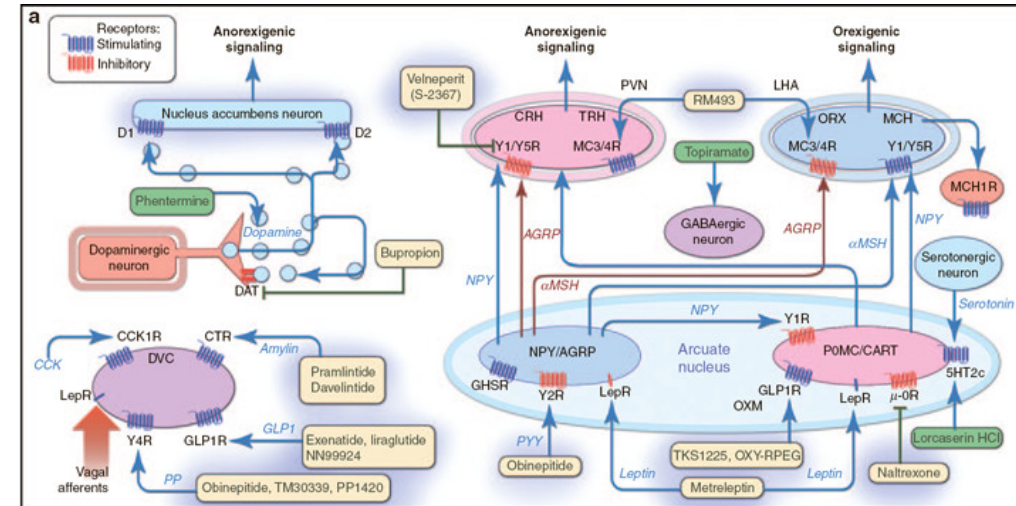 a
Receptors:
Stimulating
Inhibitory
Anorexigenic
signaling
Nucleus accumbens neuron
D1
D2
Phentermine
Dopamine
Dopaminergic
neuron
DAT
Bupropion
CCK
CCK1R
CTR
DVC
Amylin
Pramlintide
Davelintide
LepR
Y4R
GLP1R
GLP1
Exenatide, liraglutide
NN99924
Vagal
afferents
PP
Obinepitide, TM30339, PP1420
Anorexigenic
signaling
Orexigenic
signaling
Velneperit
(S-2367)
PVN
RM493
LHA
CRH
TRH
Y1/Y5R
MC3/4R
ORX
MCH
MC3/4R
Y1/Y5R
MCH1R
Topiramate
GABAergic
neuron
AGRP
NPY
αMSH
AGRP
αMSH
NPY
Serotonergic
neuron
Serotonin
NPY
Y1R
NPY/AGRP
Arcuate
nucleus
P0MC/CART
GHSR
Y2R
LepR
GLP1R
OXM
LepR
μ-0R
5HT2c
PYY
Obinepitide
Leptin
TKS1225, OXY-RPEG
Metreleptin
Leptin
Naltrexone
Lorcaserin HCl